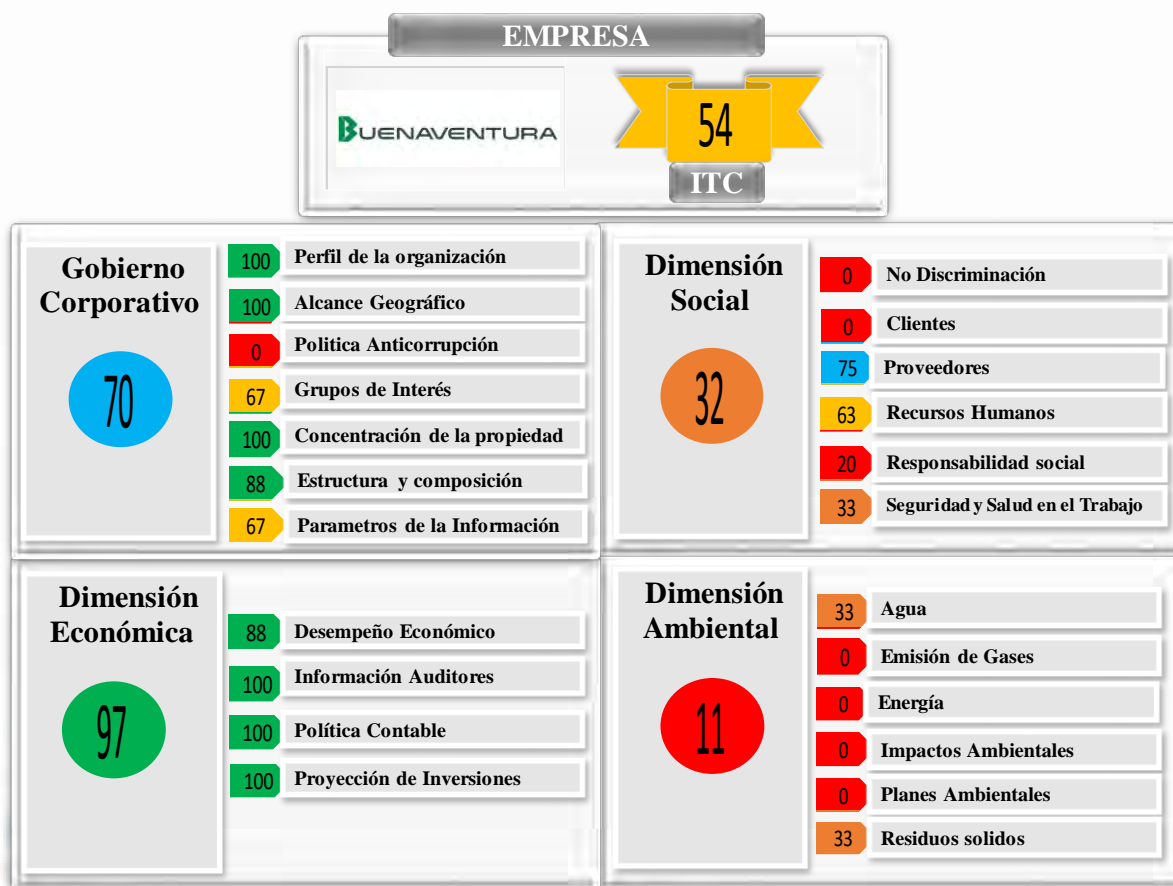 EMPRESA
BUENAVENTURA
54
ITC
Gobierno
Corporativo
70
100 Perfil de la organización
100 Alcance Geográfico
0 Politica Anticorrupción
67 Grupos de Interés
100 Concentración de la propiedad
88 Estructura y composición
67 Parametros de la Información
Dimensión
Social
32
0 No Discriminación
0 Clientes
75 Proveedores
63 Recursos Humanos
20 Responsabilidad social
33 Seguridad y Salud en el Trabajo
Dimensión
Económica
97
88 Desempeño Económico
100 Información Auditores
100 Política Contable
100 Proyección de Inversiones
Dimensión
Ambiental
11
33 Agua
0 Emisión de Gases
0 Energía
0 Impactos Ambientales
0 Planes Ambientales
33 Residuos solidos